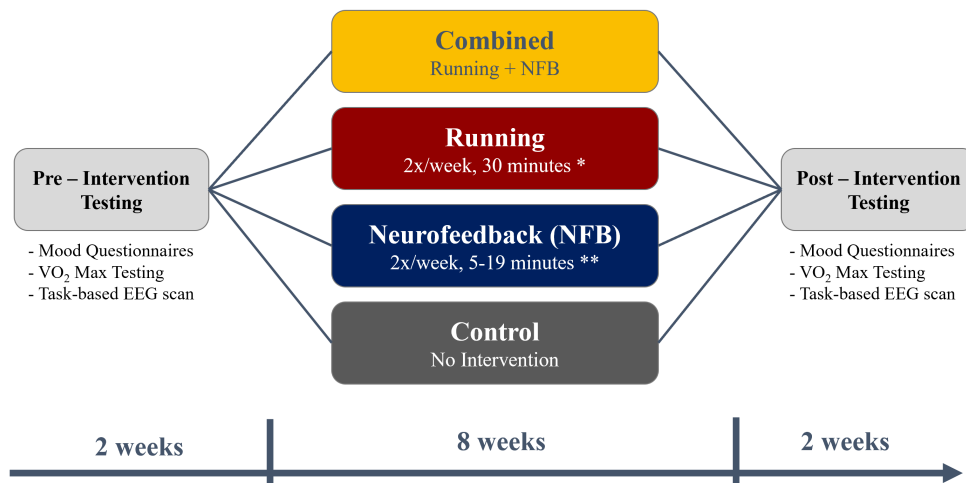 Combined
Running + NFB
Running
2x/week, 30 minutes *
Pre – Intervention
Testing
- Mood Questionnaires
- VO₂ Max Testing
- Task-based EEG scan
Neurofeedback (NFB)
2x/week, 5-19 minutes **
Control
No Intervention
Post – Intervention
Testing
- Mood Questionnaires
- VO₂ Max Testing
- Task-based EEG scan
2 weeks
8 weeks
2 weeks